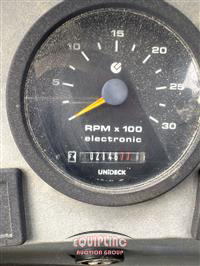 15
10 20
5 25
30
RPM x 100
electronic
UNIDECK
EQUIPLINC
AUCTION GROUP